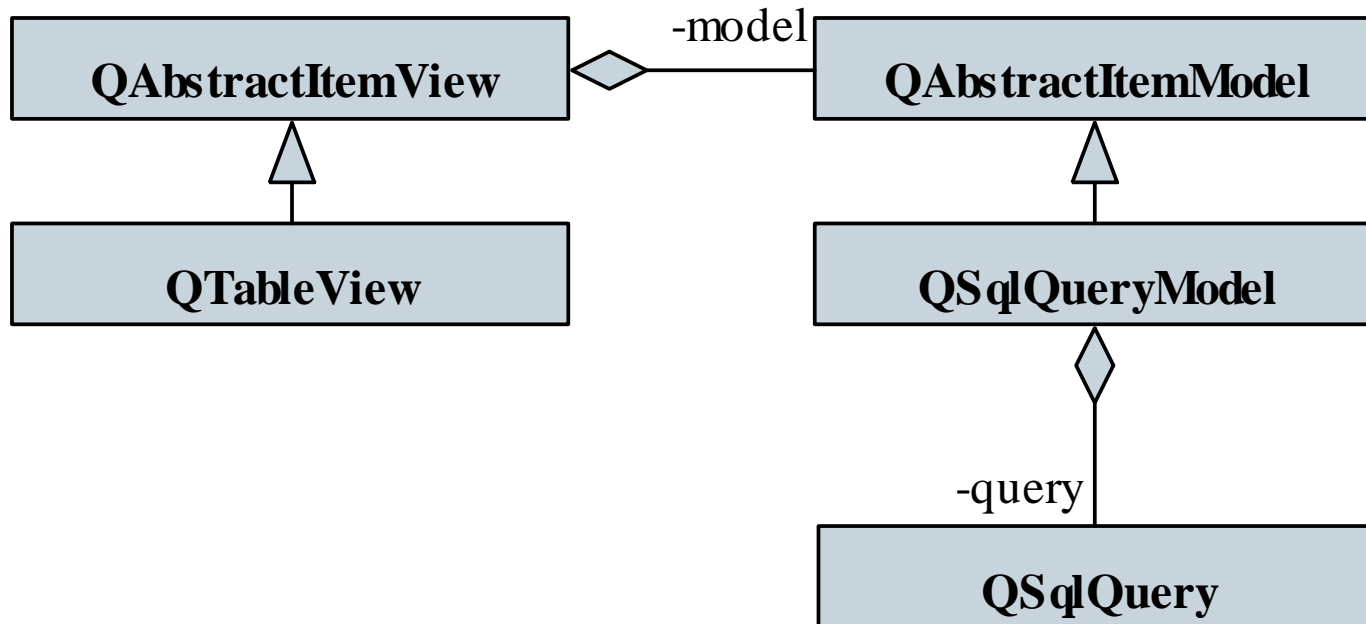 -model
QAbstractItemView
QAbstractItemModel
QTableView
QSqlQueryModel
-query
QSqlQuery